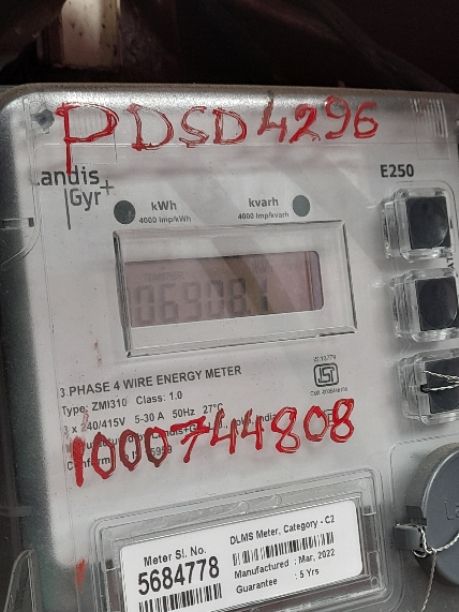 PDSD4296
Landis
Gyr+
E250
kWh
4000 Imp/kWh
kvarh
4000 Imp/kvarh
069081
3 PHASE 4 WIRE ENERGY METER
Type: ZMI310 Class: 1.0
3 x 240/415V 5-30 A 50Hz 27°C
1000744808
DLMS Meter, Category - C2
Meter Sl. No.
5684778
Manufactured : Mar, 2022
Guarantee : 5 Yrs